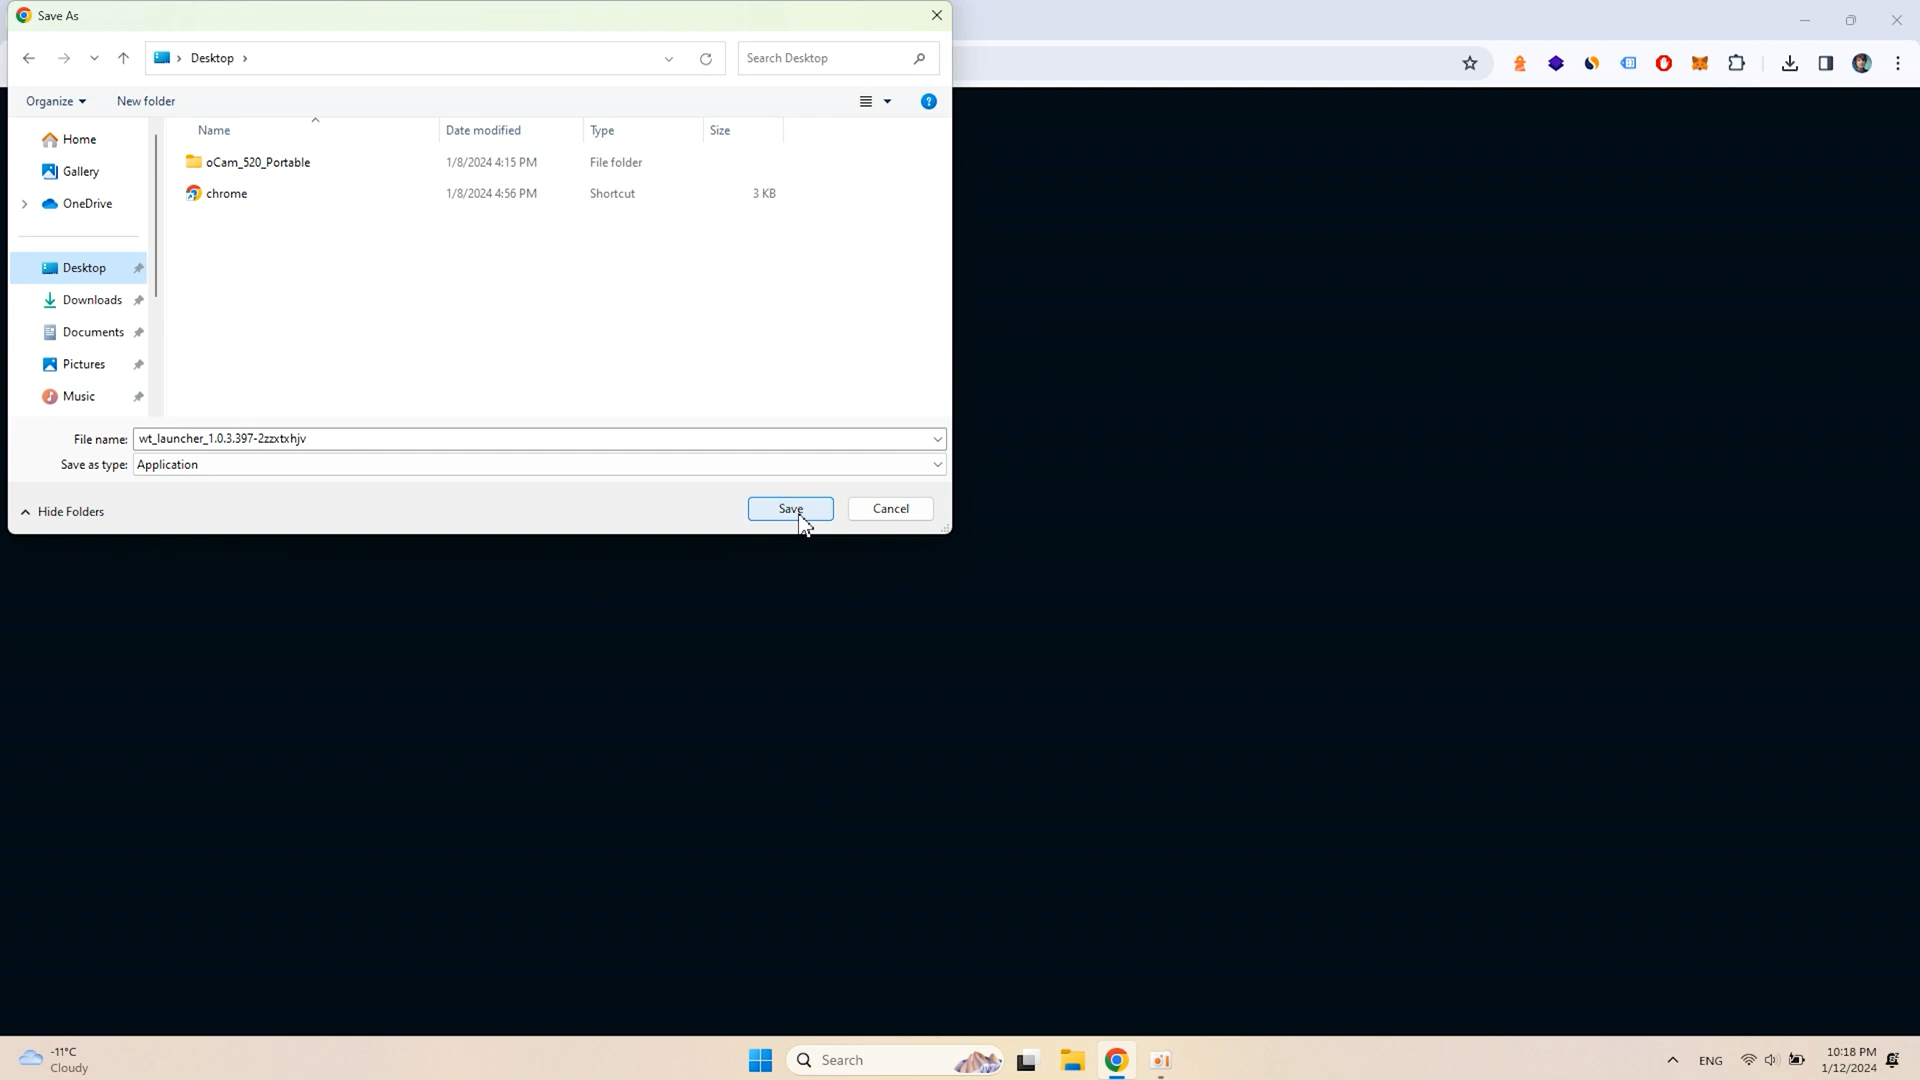 Save As
Desktop
Search Desktop
Organize
New folder
Home
Gallery
OneDrive
Desktop
Downloads
Documents
Pictures
Music
Name
Date modified
Type
Size
oCam_520_Portable
1/8/2024 4:15 PM
File folder
chrome
1/8/2024 4:56 PM
Shortcut
3 KB
File name:
wt_launcher_1.0.3.397-2zzxtxhjv
Save as type:
Application
Hide Folders
Save
Cancel
-11°C
Cloudy
Search
ENG
10:18 PM
1/12/2024